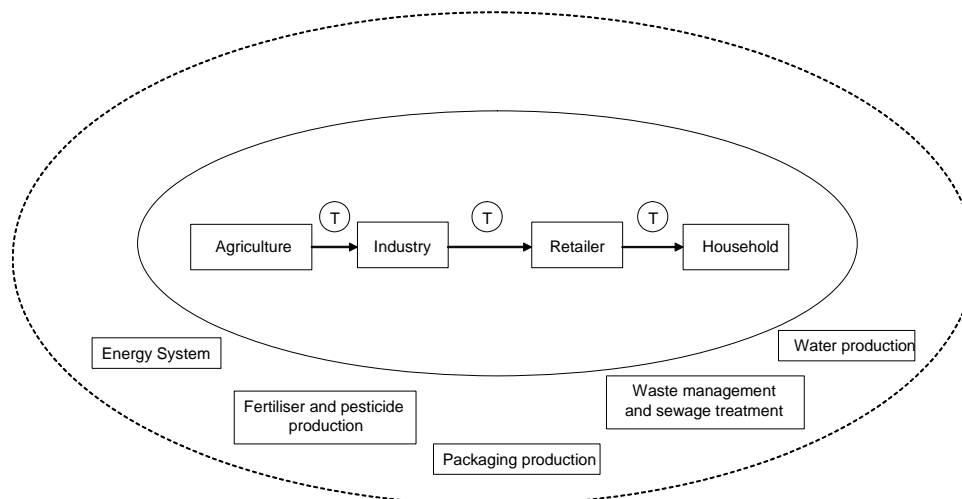 T
T
T
Agriculture
Industry
Retailer
Household
Energy System
Water production
Fertiliser and pesticide
production
Waste management
and sewage treatment
Packaging production